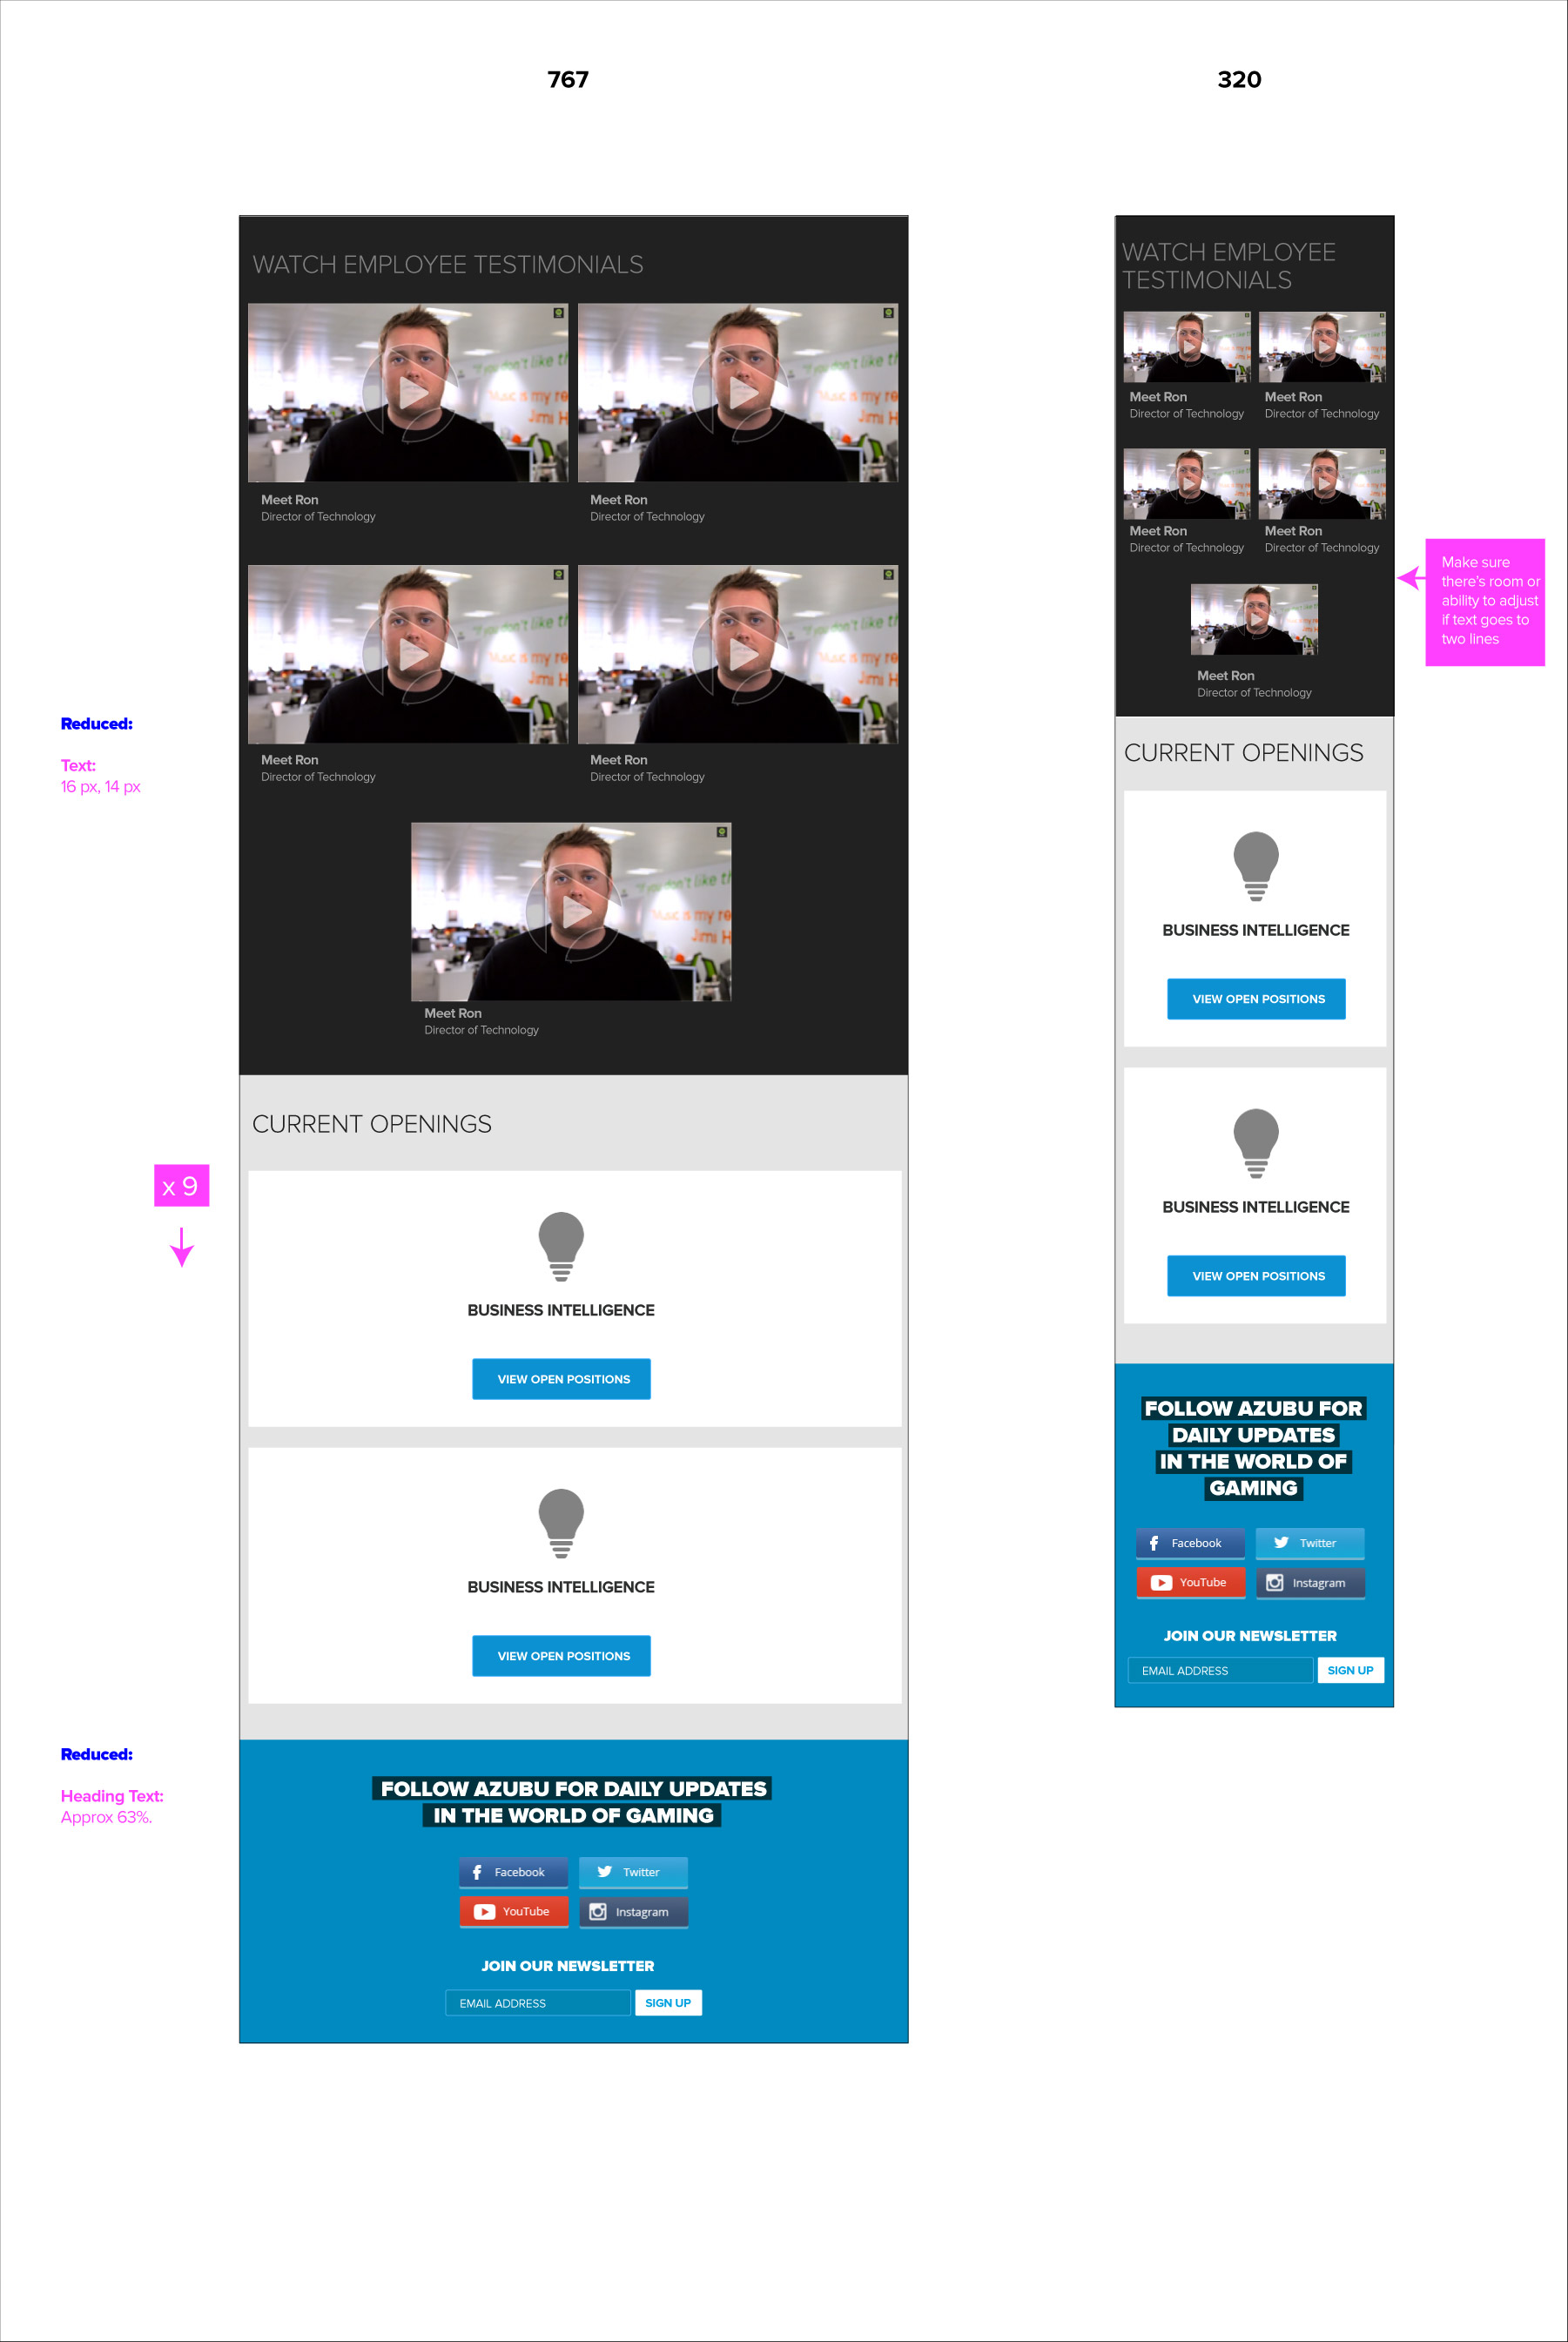 767
320
WATCH EMPLOYEE TESTIMONIALS
Meet Ron
Director of Technology
Meet Ron
Director of Technology
Meet Ron
Director of Technology
Meet Ron
Director of Technology
Meet Ron
Director of Technology
Reduced:
Text:
16 px, 14 px
CURRENT OPENINGS
x 9
BUSINESS INTELLIGENCE
VIEW OPEN POSITIONS
BUSINESS INTELLIGENCE
VIEW OPEN POSITIONS
Reduced:
Heading Text:
Approx 63%.
FOLLOW AZUBU FOR DAILY UPDATES
IN THE WORLD OF GAMING
Facebook
Twitter
YouTube
Instagram
JOIN OUR NEWSLETTER
EMAIL ADDRESS
SIGN UP
WATCH EMPLOYEE
TESTIMONIALS
Meet Ron
Director of Technology
Meet Ron
Director of Technology
Meet Ron
Director of Technology
Meet Ron
Director of Technology
Meet Ron
Director of Technology
Make sure
there's room or
ability to adjust
if text goes to
two lines
CURRENT OPENINGS
BUSINESS INTELLIGENCE
VIEW OPEN POSITIONS
BUSINESS INTELLIGENCE
VIEW OPEN POSITIONS
FOLLOW AZUBU FOR
DAILY UPDATES
IN THE WORLD OF
GAMING
Facebook
Twitter
YouTube
Instagram
JOIN OUR NEWSLETTER
EMAIL ADDRESS
SIGN UP